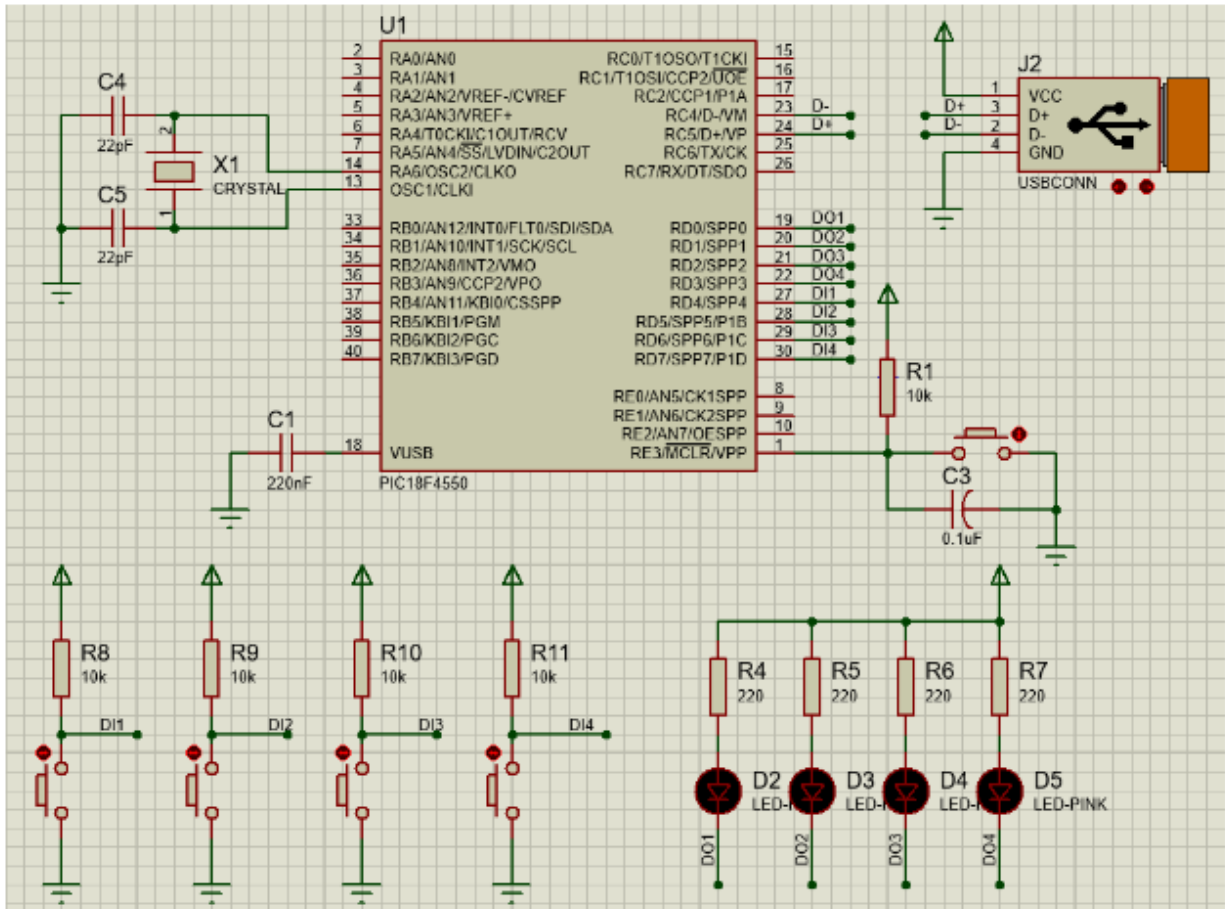 U1
2 RA0/AN0
3 RA1/AN1
4 RA2/AN2/VREF-/CVREF
5 RA3/AN3/VREF+
6 RA4/T0CKI/C1OUT/RCV
7 RA5/AN4/SS/LVDIN/C2OUT
14 RA6/OSC2/CLKO
13 OSC1/CLKI
33 RB0/AN12/INT0/FLT0/SDI/SDA
34 RB1/AN10/INT1/SCK/SCL
35 RB2/AN8/INT2/VMO
36 RB3/AN9/CCP2/VPO
37 RB4/AN11/KBI0/CSSPP
38 RB5/KBI1/PGM
39 RB6/KBI2/PGC
40 RB7/KBI3/PGD
18 VUSB
RC0/T1OSO/T1CKI 15
RC1/T1OSI/CCP2/UOE 16
RC2/CCP1/P1A 17
RC4/D-/VM 23 D-
RC5/D+/VP 24 D+
RC6/TX/CK 25
RC7/RX/DT/SDO 26
RD0/SPP0 19 DO1
RD1/SPP1 20 DO2
RD2/SPP2 21 DO3
RD3/SPP3 22 DO4
RD4/SPP4 27 DI1
RD5/SPP5/P1B 28 DI2
RD6/SPP6/P1C 29 DI3
RD7/SPP7/P1D 30 DI4
RE0/AN5/CK1SPP 8
RE1/AN6/CK2SPP 9
RE2/AN7/OESPP 10
RE3/MCLR/VPP 1
PIC18F4550
C4
22pF
2
X1
CRYSTAL
1
C5
22pF
C1
220nF
J2
1 VCC
D+ 3 D+
D- 2 D-
4 GND
USBCONN
R1
10k
C3
0.1uF
R8
10k
DI1
R9
10k
DI2
R10
10k
DI3
R11
10k
DI4
R4
220
R5
220
R6
220
R7
220
D2
D3
D4
D5
LED-PINK
DO1
DO2
DO3
DO4